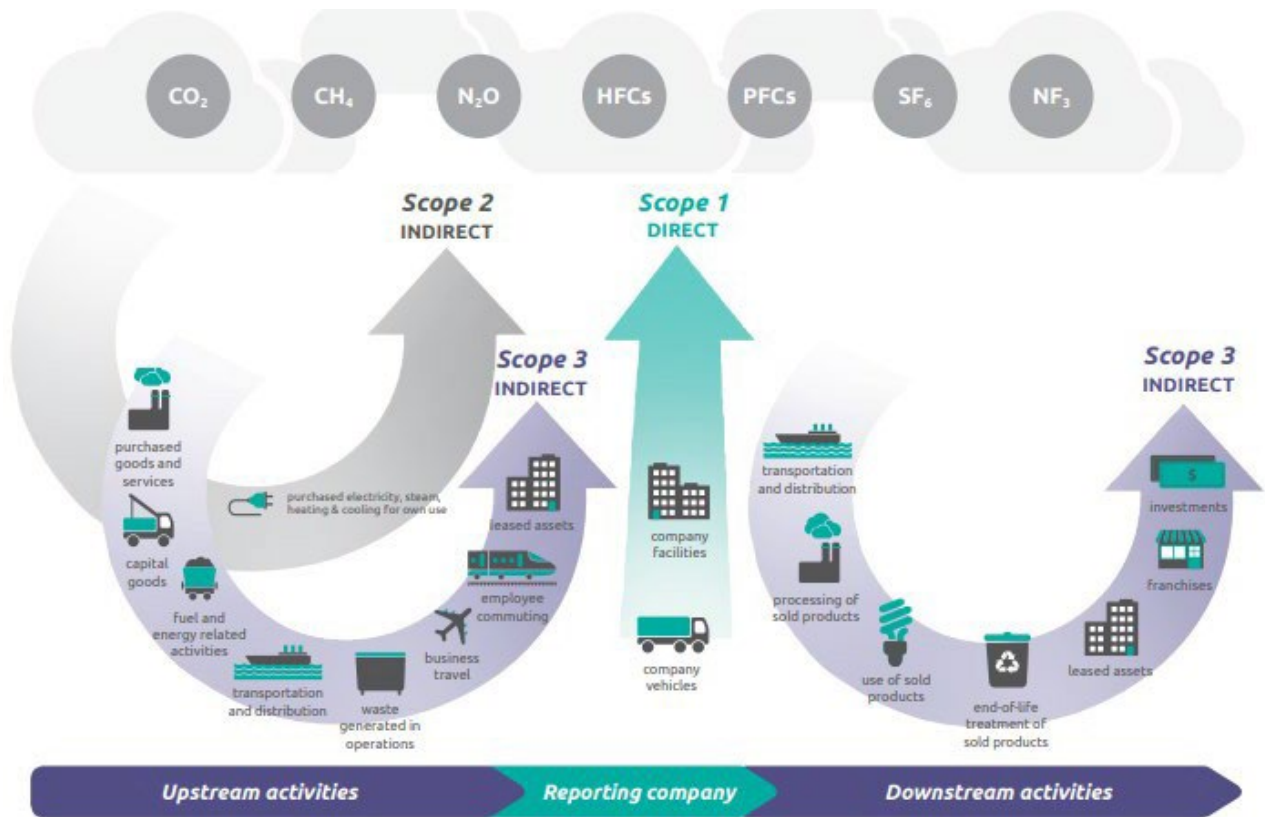 CO₂
CH₄
N₂O
HFCs
PFCs
SF₆
NF₃
Scope 2
INDIRECT
Scope 1
DIRECT
Scope 3
INDIRECT
Scope 3
INDIRECT
purchased
goods and
services
capital
goods
fuel and
energy related
activities
purchased electricity, steam,
heating & cooling for own use
transportation
and distribution
waste
generated in
operations
business
travel
employee
commuting
leased assets
company
facilities
company
vehicles
transportation
and distribution
processing of
sold products
use of sold
products
end-of-life
treatment of
sold products
leased assets
franchises
investments
$
Upstream activities
Reporting company
Downstream activities